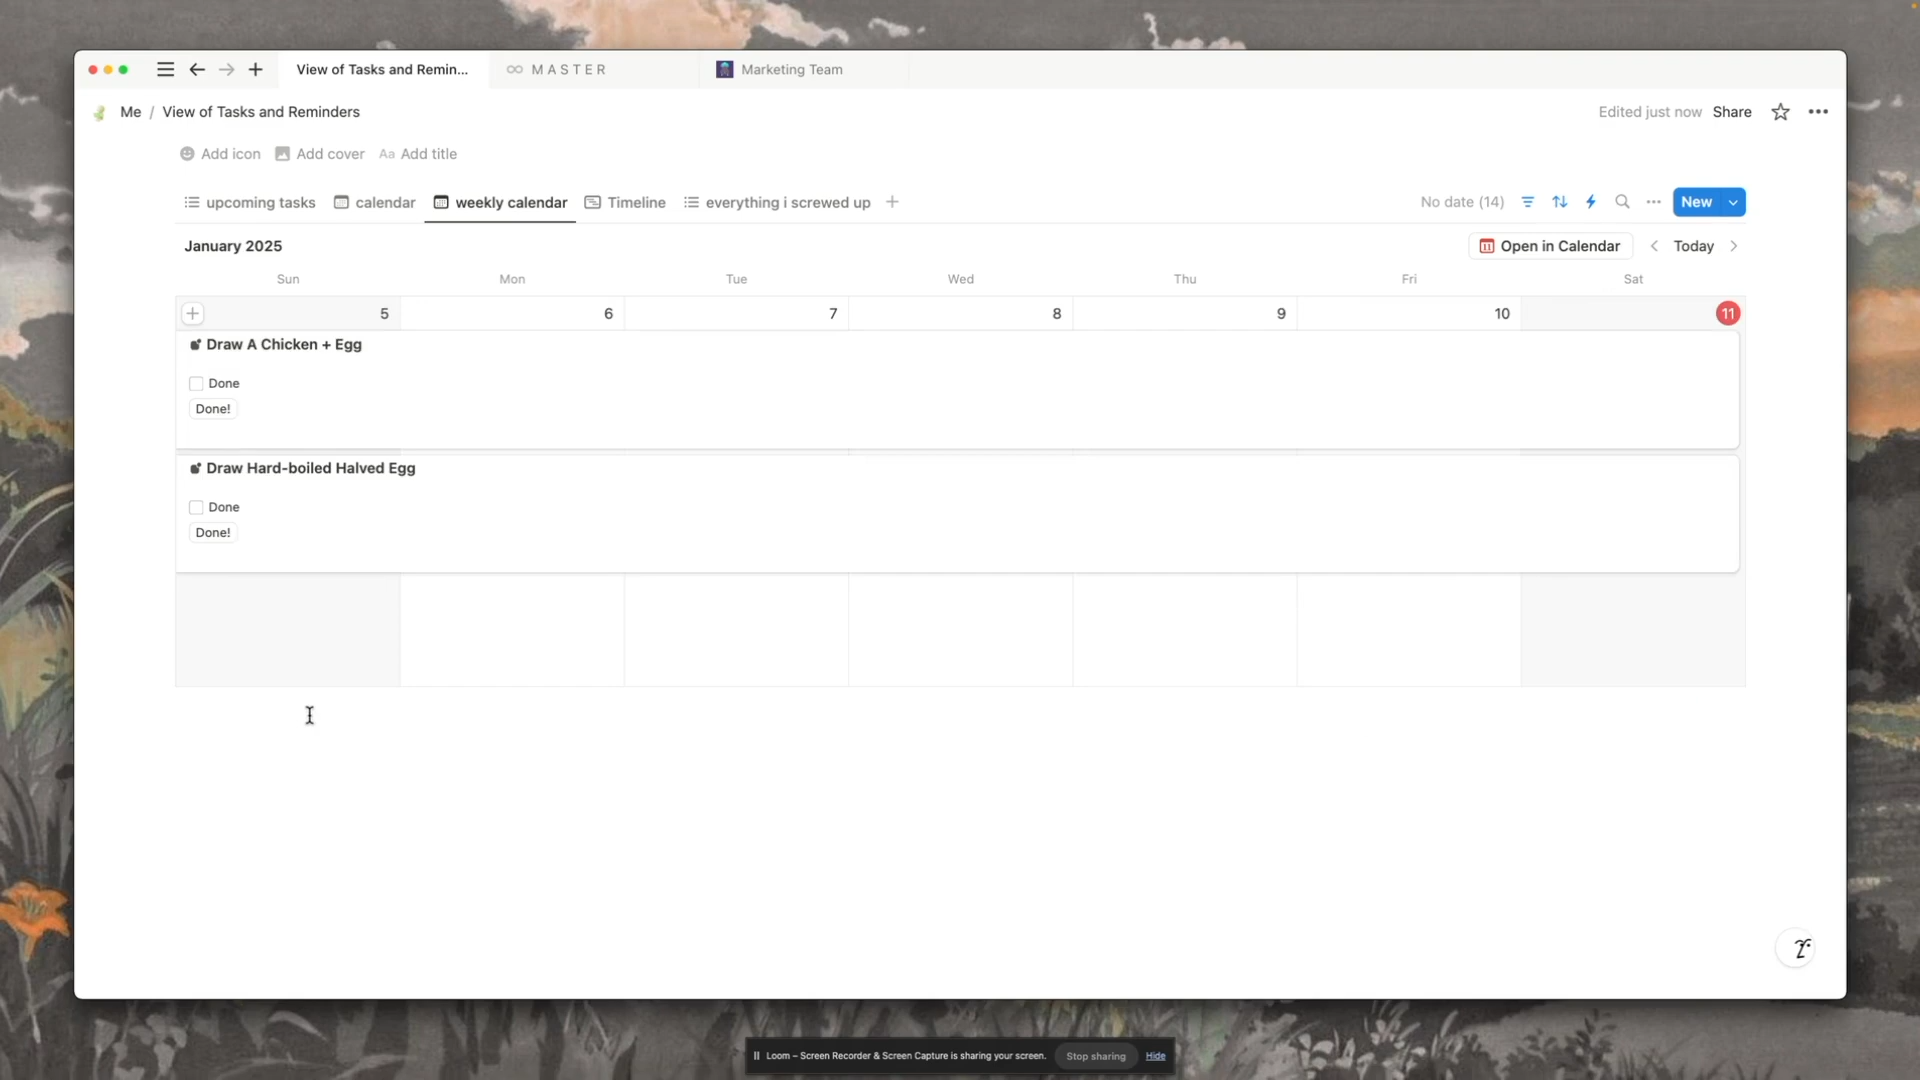 View of Tasks and Remin...
MASTER
Marketing Team
Me / View of Tasks and Reminders
Edited just now
Share
Add icon
Add cover
Aa Add title
upcoming tasks
calendar
weekly calendar
Timeline
everything i screwed up
No date (14)
New
January 2025
11 Open in Calendar
Today
Sun Mon Tue Wed Thu Fri Sat
5 6 7 8 9 10 11
Draw A Chicken + Egg
Done
Done!
Draw Hard-boiled Halved Egg
Done
Done!
Loom – Screen Recorder & Screen Capture is sharing your screen.
Stop sharing
Hide